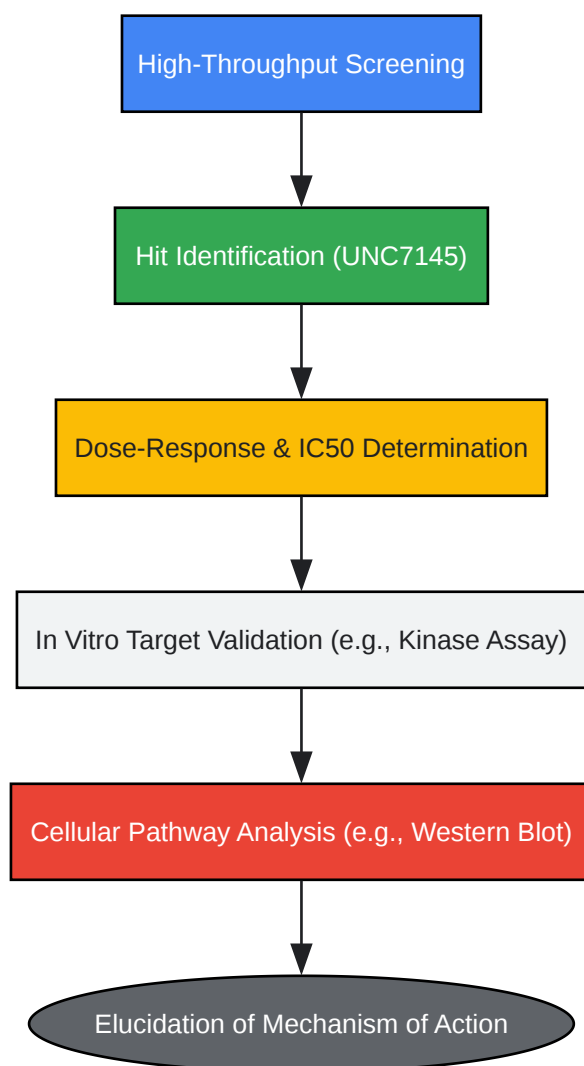 High-Throughput Screening
Hit Identification (UNC7145)
Dose-Response & IC50 Determination
In Vitro Target Validation (e.g., Kinase Assay)
Cellular Pathway Analysis (e.g., Western Blot)
Elucidation of Mechanism of Action